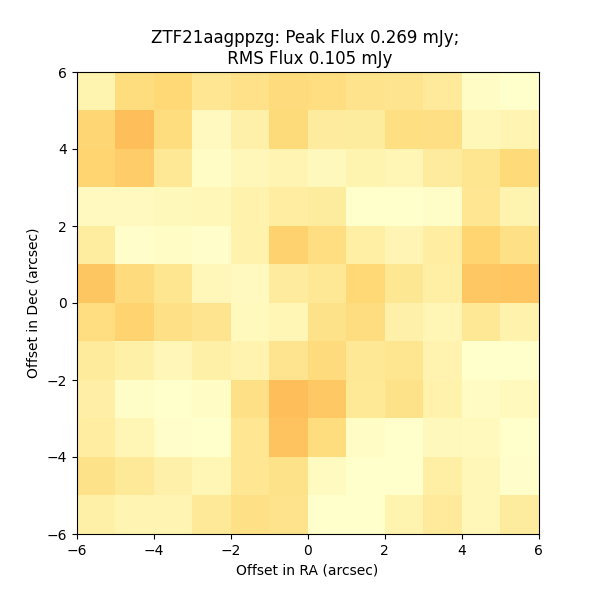 ZTF21aagppzg: Peak Flux 0.269 mJy;
RMS Flux 0.105 mJy
6
4
2
0
−2
−4
−6
Offset in Dec (arcsec)
−6 −4 −2 0 2 4 6
Offset in RA (arcsec)